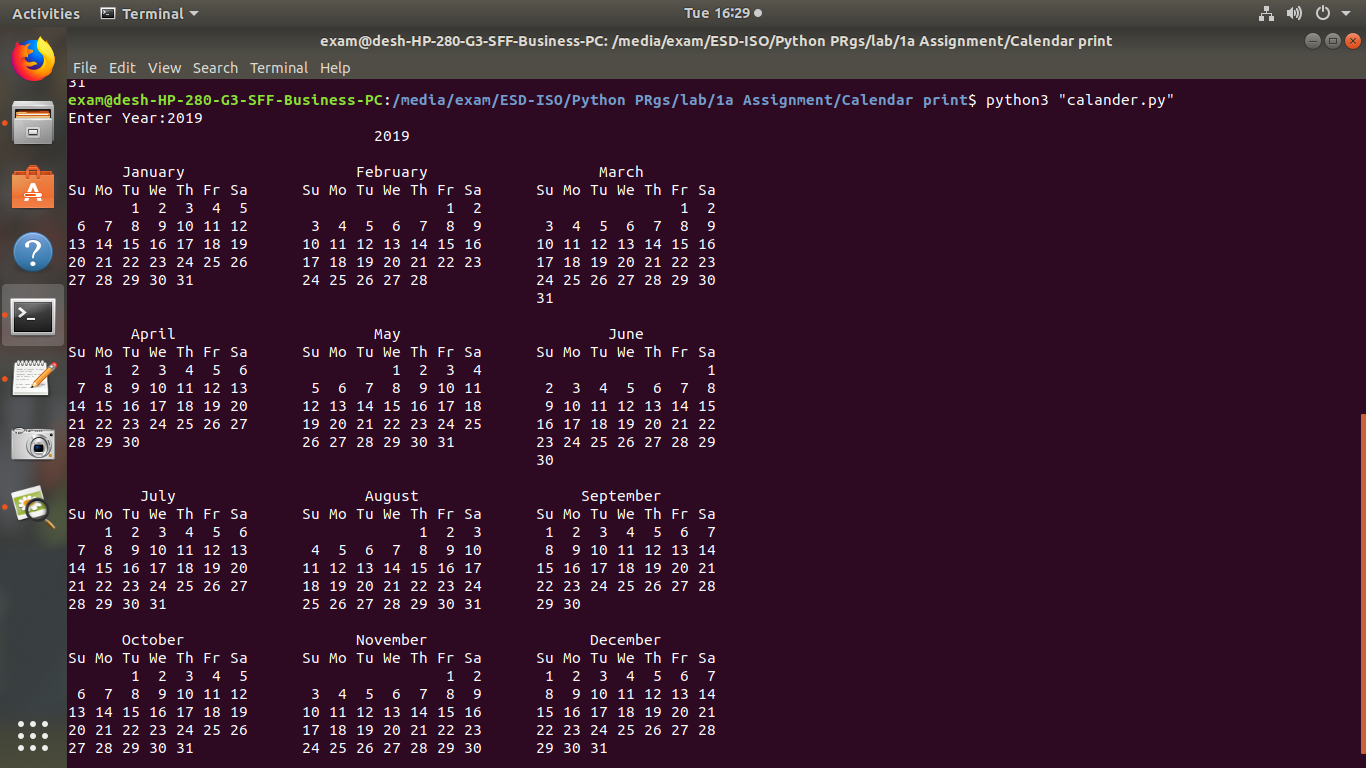 Activities Terminal Tue 16:29
exam@desh-HP-280-G3-SFF-Business-PC: /media/exam/ESD-ISO/Python PRgs/lab/1a Assignment/Calendar print
File Edit View Search Terminal Help
31
exam@desh-HP-280-G3-SFF-Business-PC:/media/exam/ESD-ISO/Python PRgs/lab/1a Assignment/Calendar print$ python3 "calander.py"
Enter Year:2019
                                  2019

      January                   February                   March
Su Mo Tu We Th Fr Sa      Su Mo Tu We Th Fr Sa      Su Mo Tu We Th Fr Sa
       1  2  3  4  5                      1  2                      1  2
 6  7  8  9 10 11 12       3  4  5  6  7  8  9       3  4  5  6  7  8  9
13 14 15 16 17 18 19      10 11 12 13 14 15 16      10 11 12 13 14 15 16
20 21 22 23 24 25 26      17 18 19 20 21 22 23      17 18 19 20 21 22 23
27 28 29 30 31            24 25 26 27 28            24 25 26 27 28 29 30
                                                    31

       April                      May                       June
Su Mo Tu We Th Fr Sa      Su Mo Tu We Th Fr Sa      Su Mo Tu We Th Fr Sa
    1  2  3  4  5  6                1  2  3  4                         1
 7  8  9 10 11 12 13       5  6  7  8  9 10 11       2  3  4  5  6  7  8
14 15 16 17 18 19 20      12 13 14 15 16 17 18       9 10 11 12 13 14 15
21 22 23 24 25 26 27      19 20 21 22 23 24 25      16 17 18 19 20 21 22
28 29 30                  26 27 28 29 30 31         23 24 25 26 27 28 29
                                                    30

        July                     August                  September
Su Mo Tu We Th Fr Sa      Su Mo Tu We Th Fr Sa      Su Mo Tu We Th Fr Sa
    1  2  3  4  5  6                   1  2  3       1  2  3  4  5  6  7
 7  8  9 10 11 12 13       4  5  6  7  8  9 10       8  9 10 11 12 13 14
14 15 16 17 18 19 20      11 12 13 14 15 16 17      15 16 17 18 19 20 21
21 22 23 24 25 26 27      18 19 20 21 22 23 24      22 23 24 25 26 27 28
28 29 30 31               25 26 27 28 29 30 31      29 30

      October                   November                  December
Su Mo Tu We Th Fr Sa      Su Mo Tu We Th Fr Sa      Su Mo Tu We Th Fr Sa
       1  2  3  4  5                      1  2       1  2  3  4  5  6  7
 6  7  8  9 10 11 12       3  4  5  6  7  8  9       8  9 10 11 12 13 14
13 14 15 16 17 18 19      10 11 12 13 14 15 16      15 16 17 18 19 20 21
20 21 22 23 24 25 26      17 18 19 20 21 22 23      22 23 24 25 26 27 28
27 28 29 30 31            24 25 26 27 28 29 30      29 30 31